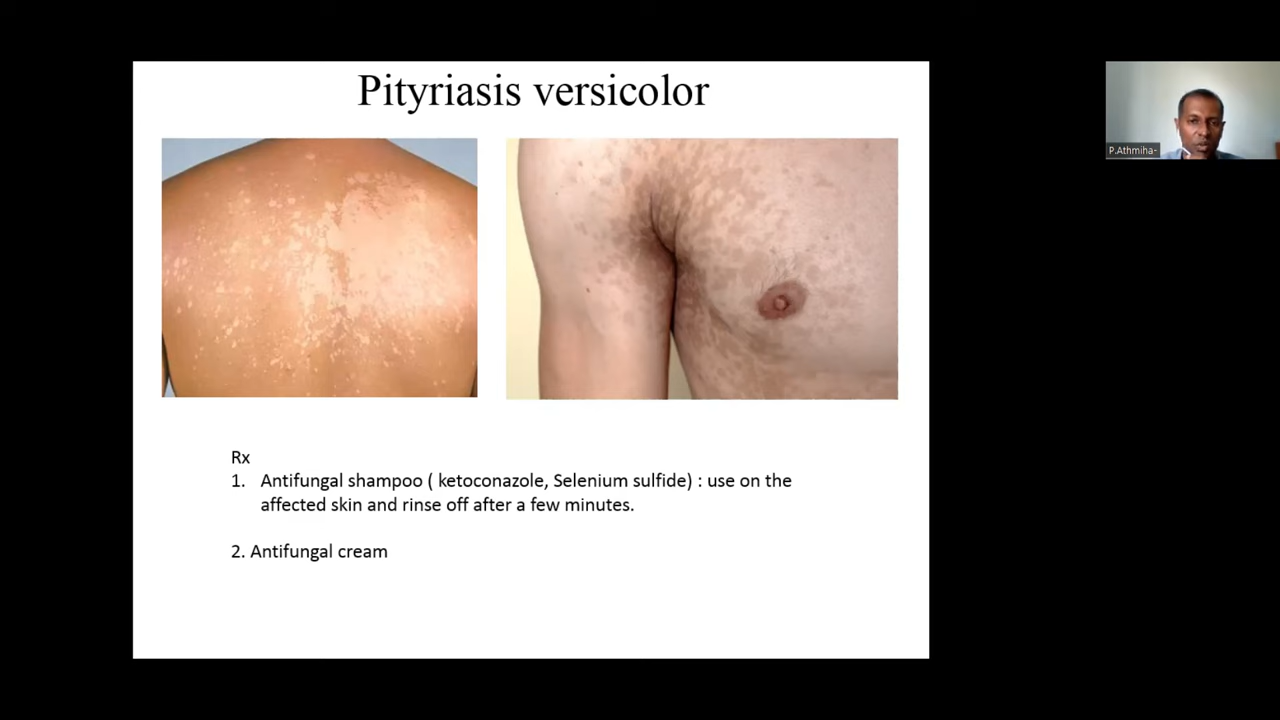 Pityriasis versicolor
P.Athmiha-
Rx
1. Antifungal shampoo ( ketoconazole, Selenium sulfide) : use on the
affected skin and rinse off after a few minutes.
2. Antifungal cream